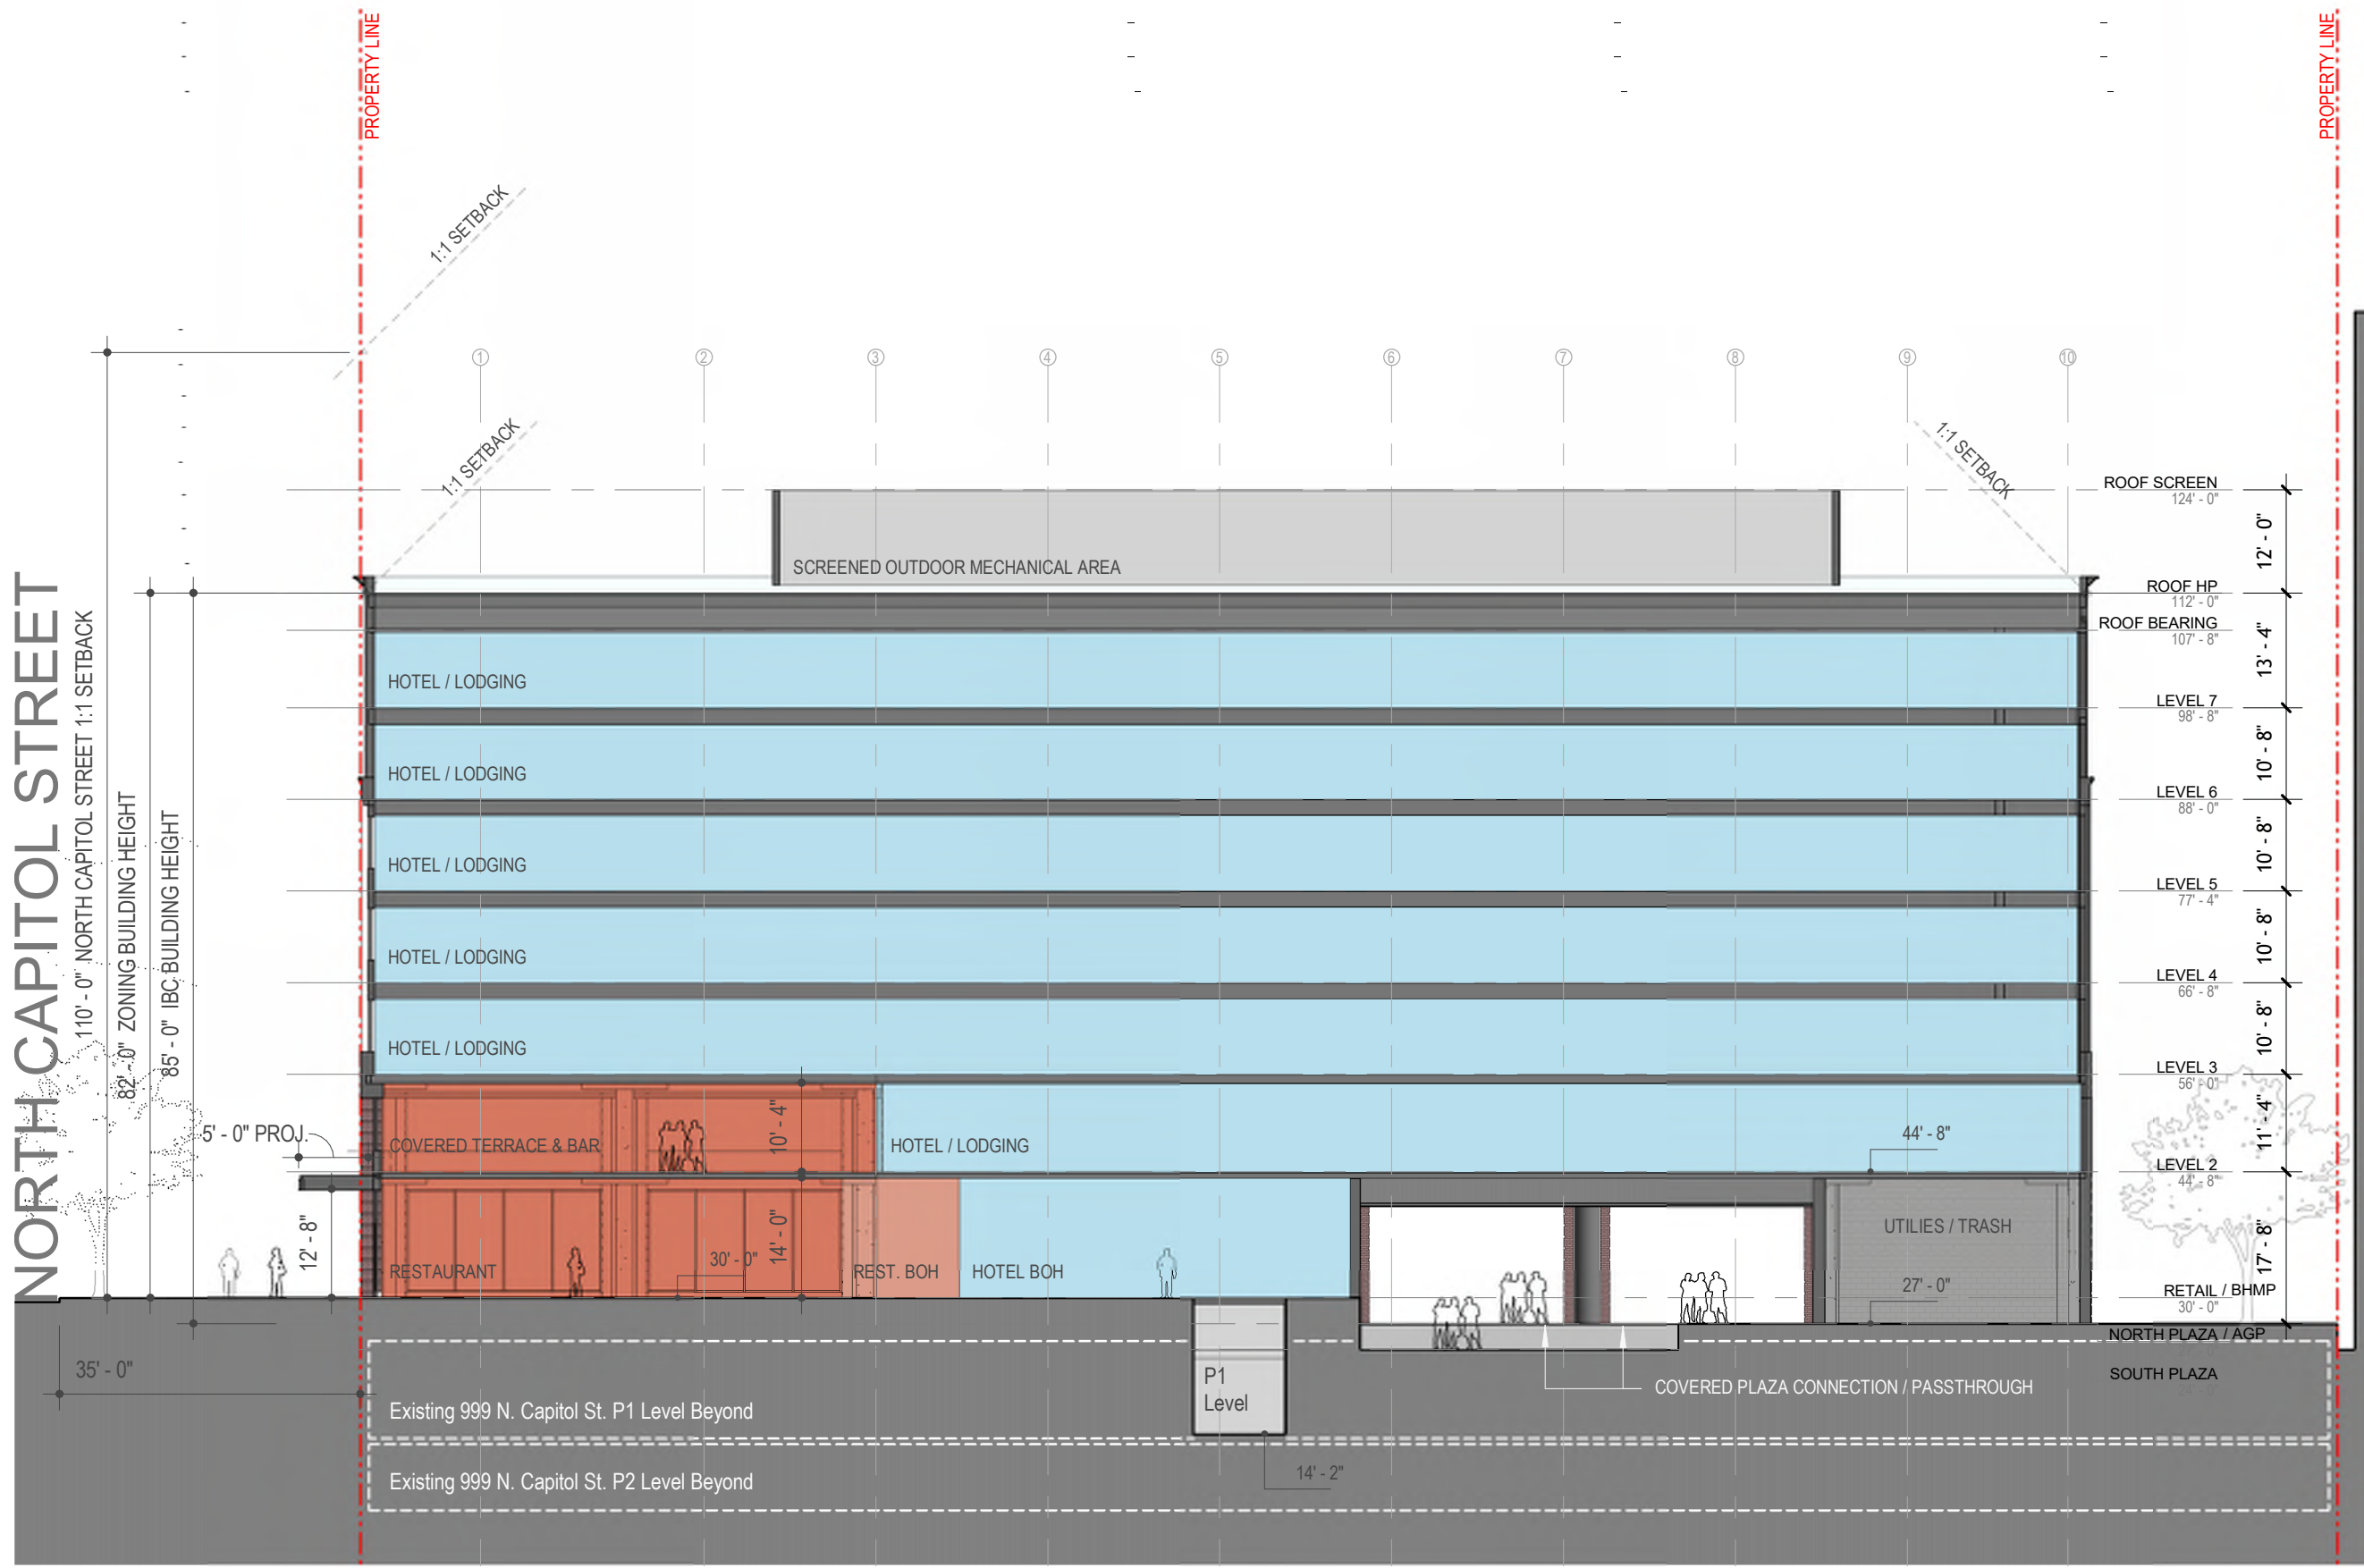 PROPERTY LINE
PROPERTY LINE
1:1 SETBACK
1 2 3 4 5 6 7 8 9 10
1:1 SETBACK
1:1 SETBACK
ROOF SCREEN
124' - 0"
12' - 0"
SCREENED OUTDOOR MECHANICAL AREA
ROOF HP
112' - 0"
ROOF BEARING
107' - 8"
13' - 4"
HOTEL / LODGING
LEVEL 7
98' - 8"
10' - 8"
HOTEL / LODGING
LEVEL 6
88' - 0"
10' - 8"
HOTEL / LODGING
LEVEL 5
77' - 4"
10' - 8"
HOTEL / LODGING
LEVEL 4
66' - 8"
10' - 8"
HOTEL / LODGING
LEVEL 3
56' - 0"
11' - 4"
NORTH CAPITOL STREET
110' - 0" NORTH CAPITOL STREET 1:1 SETBACK
82' - 0" ZONING BUILDING HEIGHT
85' - 0" IBC BUILDING HEIGHT
5' - 0" PROJ.
COVERED TERRACE & BAR
10' - 4"
HOTEL / LODGING
44' - 8"
LEVEL 2
44' - 8"
17' - 8"
12' - 8"
RESTAURANT
30' - 0"
14' - 0"
REST. BOH
HOTEL BOH
UTILIES / TRASH
27' - 0"
RETAIL / BHMP
30' - 0"
NORTH PLAZA / AGP
SOUTH PLAZA
35' - 0"
P1
Level
COVERED PLAZA CONNECTION / PASSTHROUGH
Existing 999 N. Capitol St. P1 Level Beyond
14' - 2"
Existing 999 N. Capitol St. P2 Level Beyond